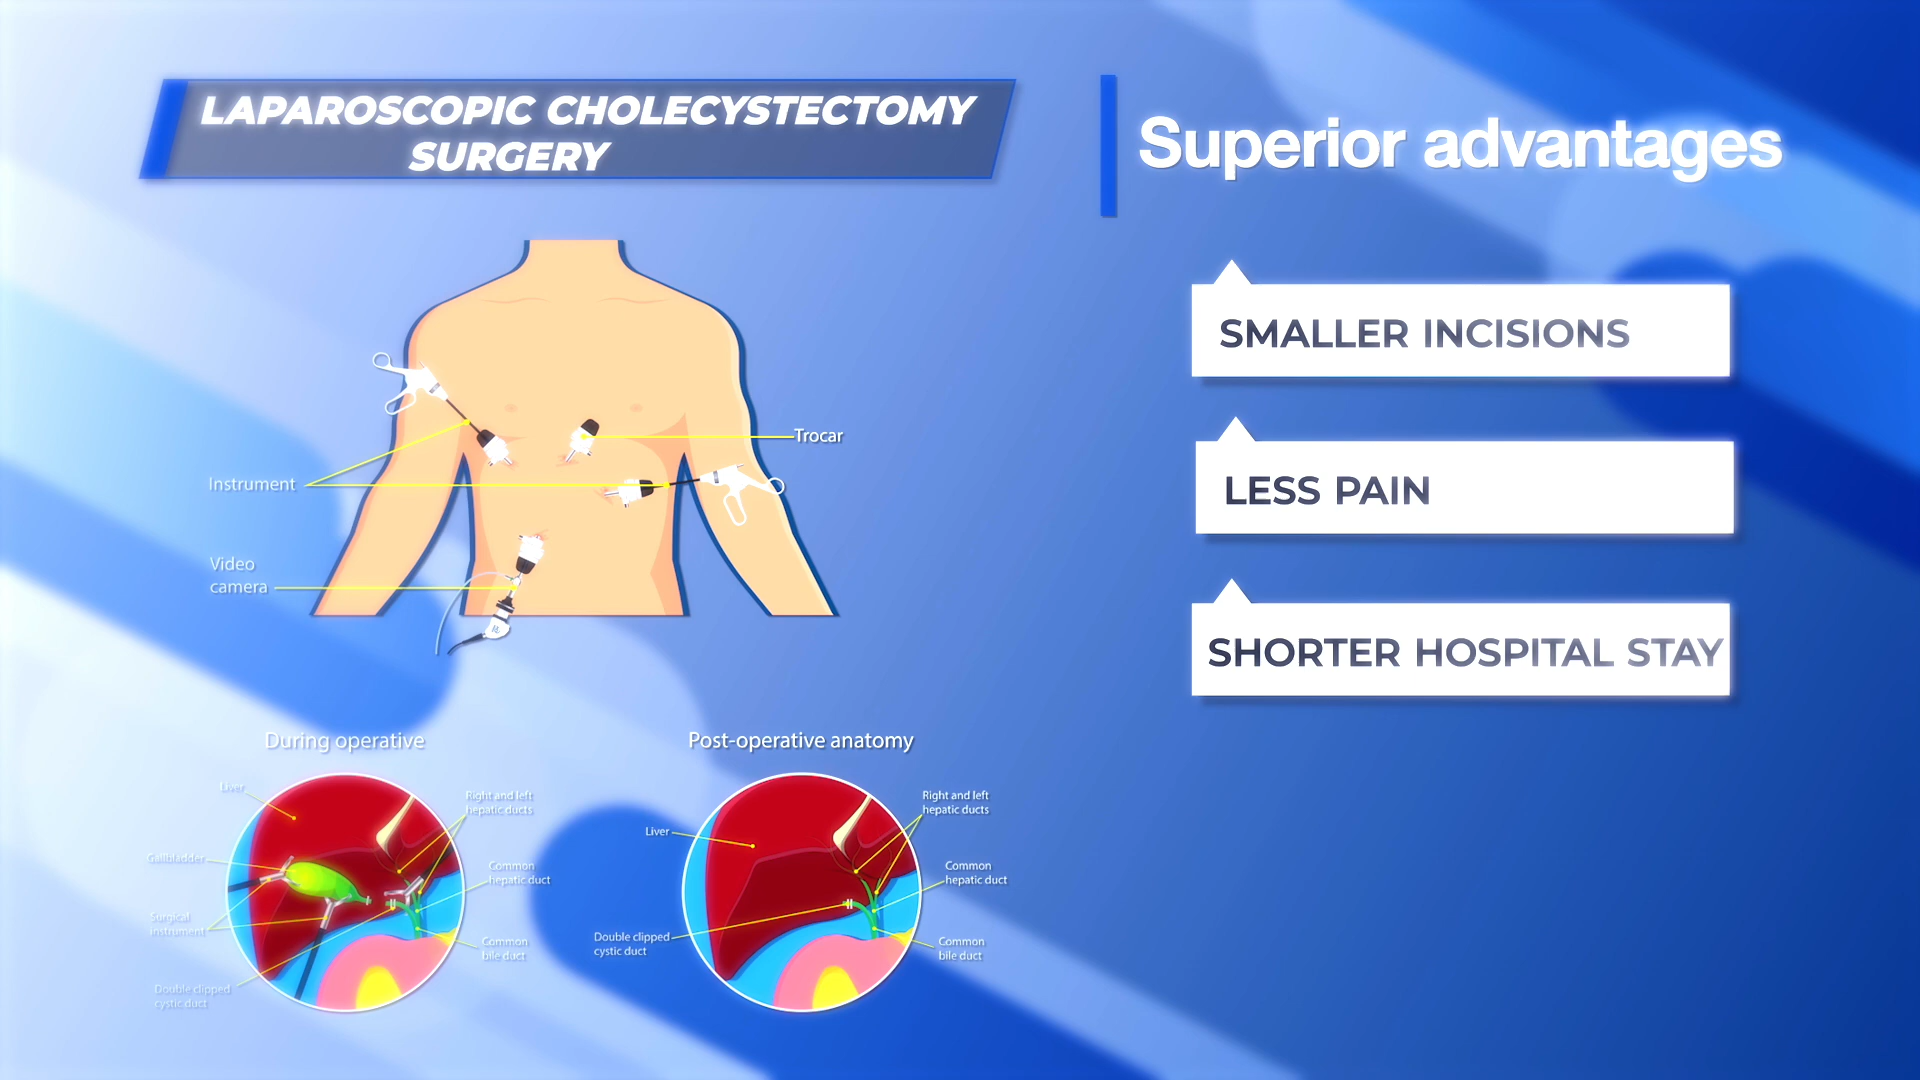 LAPAROSCOPIC CHOLECYSTECTOMY
SURGERY
Trocar
Instrument
Video
camera
During operative
Liver
Gallbladder
Surgical
instrument
Double clipped
cystic duct
Right and left
hepatic ducts
Common
hepatic duct
Common
bile duct
Post-operative anatomy
Liver
Double clipped
cystic duct
Right and left
hepatic ducts
Common
hepatic duct
Common
bile duct
Superior advantages
SMALLER INCISIONS
LESS PAIN
SHORTER HOSPITAL STAY